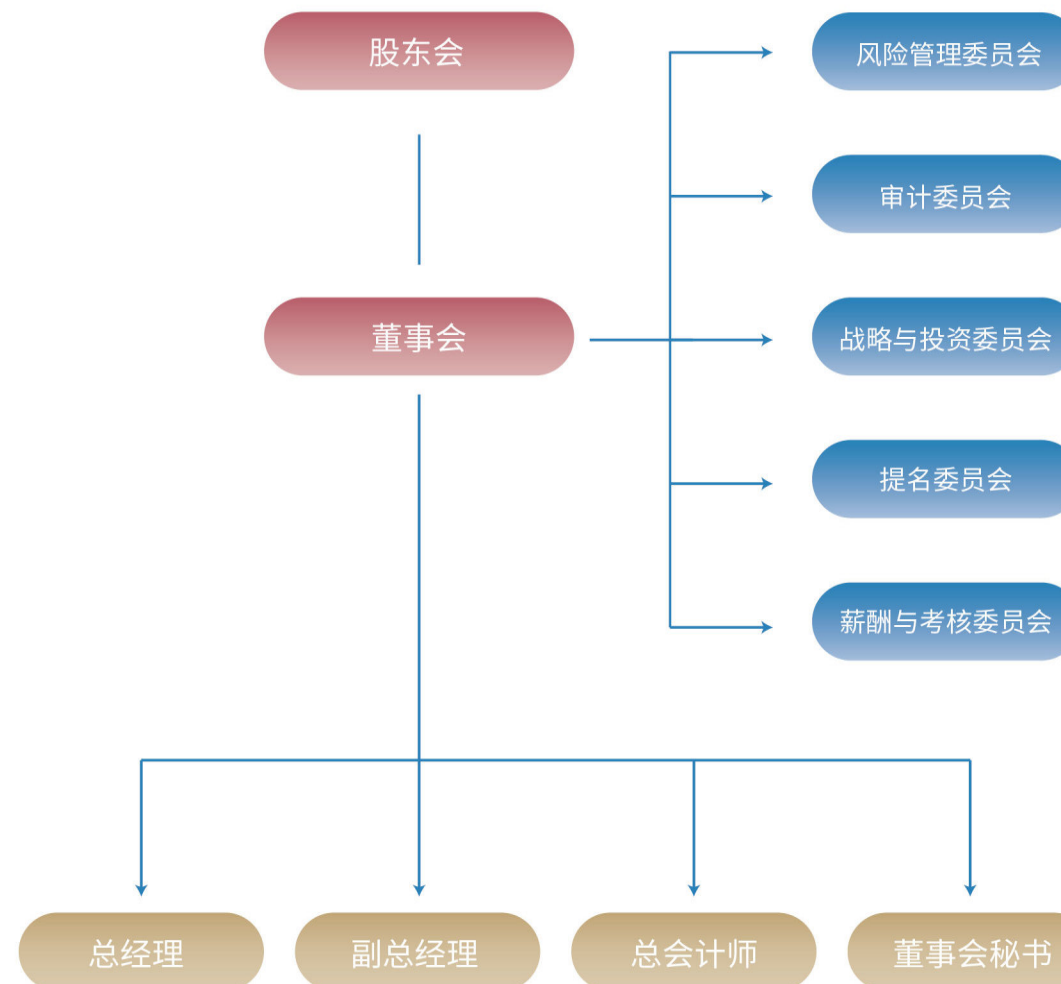 股东会
风险管理委员会
审计委员会
董事会
战略与投资委员会
提名委员会
薪酬与考核委员会
总经理
副总经理
总会计师
董事会秘书